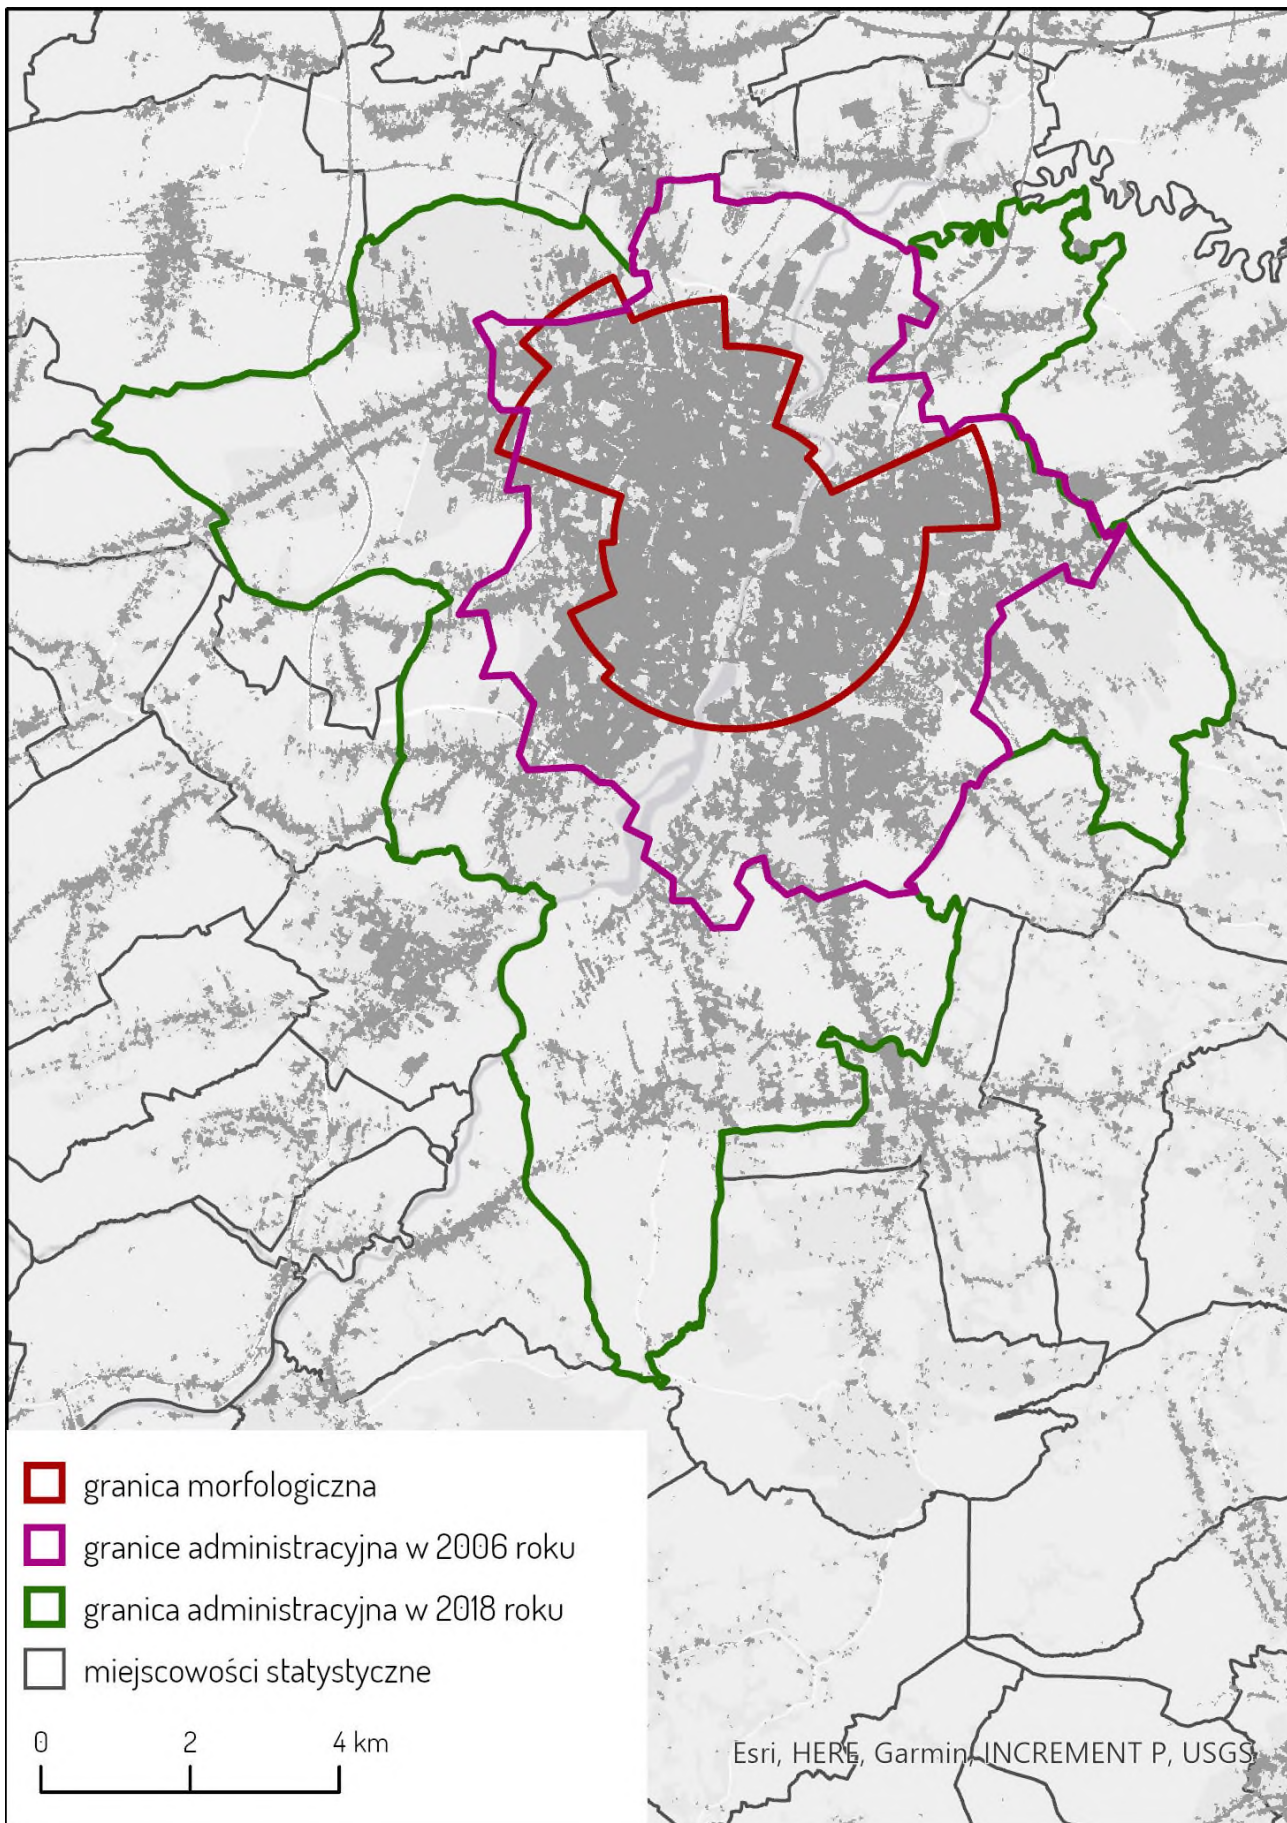 granica morfologiczna
granice administracyjna w 2006 roku
granica administracyjna w 2018 roku
miejscowości statystyczne
0 2 4 km
Esri, HERE, Garmin, INCREMENT P, USGS